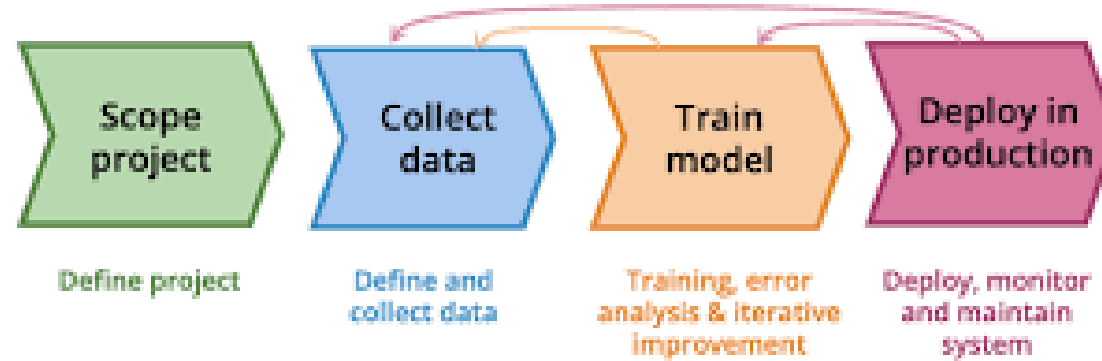 Scope
project
Collect
data
Train
model
Deploy in
production
Define project
Define and
collect data
Training, error
analysis & iterative
improvement
Deploy, monitor
and maintain
system